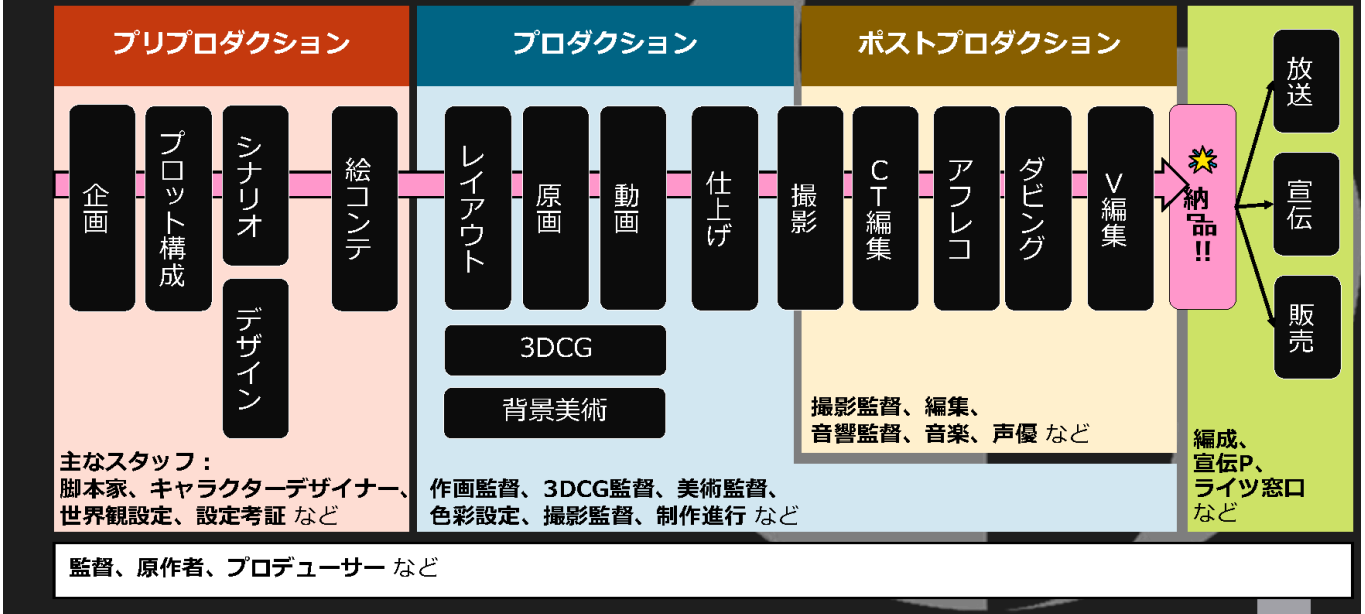 プリプロダクション
プロダクション
ポストプロダクション
企画
プロット構成
シナリオ
デザイン
絵コンテ
レイアウト
原画
動画
仕上げ
3DCG
背景美術
撮影
CT編集
アフレコ
ダビング
V編集
納品!!
放送
宣伝
販売
主なスタッフ：
脚本家、キャラクターデザイナー、
世界観設定、設定考証 など
作画監督、3DCG監督、美術監督、
色彩設定、撮影監督、制作進行 など
撮影監督、編集、
音響監督、音楽、声優 など
編成、
宣伝P、
ライツ窓口
など
監督、原作者、プロデューサー など